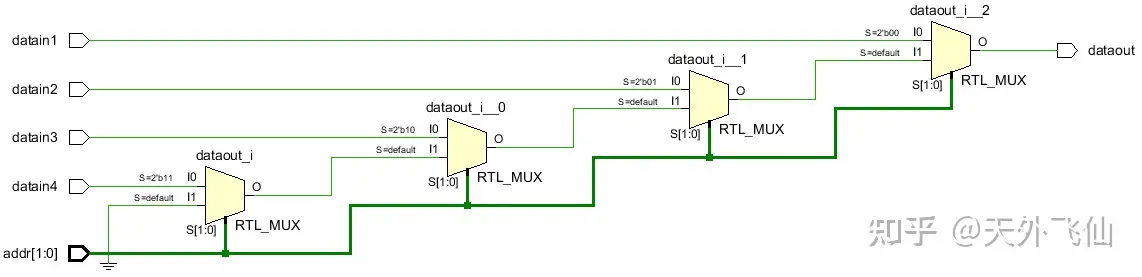 dataout_i__2
datain1
S=2'b00 I0
O
dataout
S=default I1
dataout_i__1
S[1:0]
RTL_MUX
datain2
S=2'b01 I0
O
S=default I1
dataout_i__0
S[1:0]
RTL_MUX
datain3
S=2'b10 I0
O
S=default I1
dataout_i
S[1:0]
RTL_MUX
datain4
S=2'b11 I0
O
S=default I1
S[1:0]
RTL_MUX
addr[1:0]
知乎 @天外飞仙